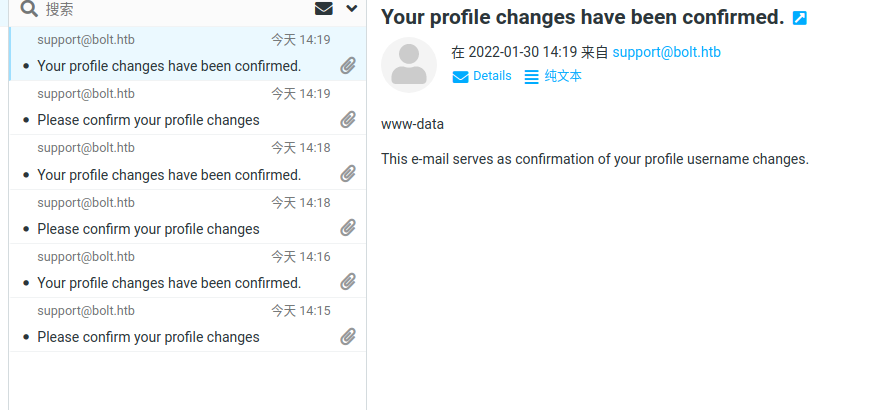 搜索
support@bolt.htb 今天 14:19
Your profile changes have been confirmed.
support@bolt.htb 今天 14:19
Please confirm your profile changes
support@bolt.htb 今天 14:18
Your profile changes have been confirmed.
support@bolt.htb 今天 14:18
Please confirm your profile changes
support@bolt.htb 今天 14:16
Your profile changes have been confirmed.
support@bolt.htb 今天 14:15
Please confirm your profile changes
Your profile changes have been confirmed.
在 2022-01-30 14:19 来自 support@bolt.htb
Details 纯文本
www-data
This e-mail serves as confirmation of your profile username changes.